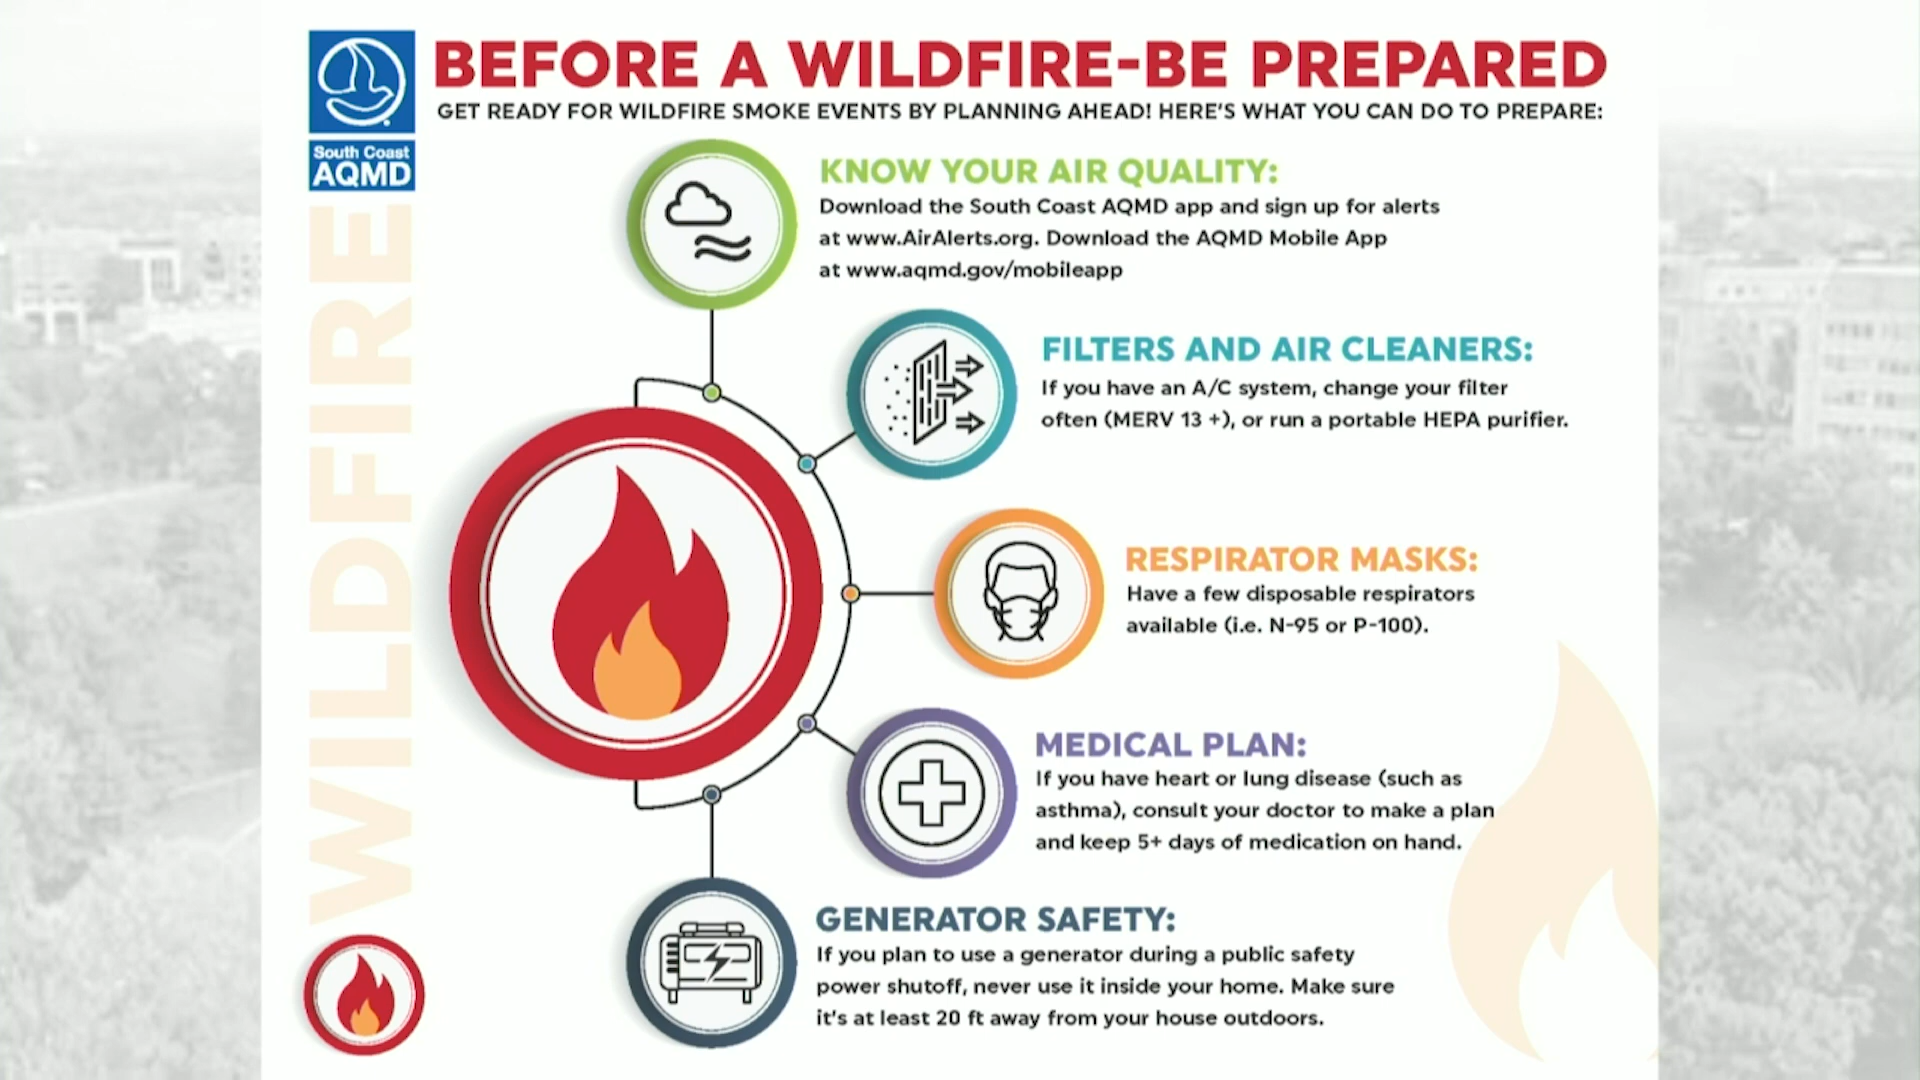 BEFORE A WILDFIRE-BE PREPARED
GET READY FOR WILDFIRE SMOKE EVENTS BY PLANNING AHEAD! HERE'S WHAT YOU CAN DO TO PREPARE:
South Coast
AQMD
WILDFIRE
KNOW YOUR AIR QUALITY:
Download the South Coast AQMD app and sign up for alerts
at www.AirAlerts.org. Download the AQMD Mobile App
at www.aqmd.gov/mobileapp
FILTERS AND AIR CLEANERS:
If you have an A/C system, change your filter
often (MERV 13 +), or run a portable HEPA purifier.
RESPIRATOR MASKS:
Have a few disposable respirators
available (i.e. N-95 or P-100).
MEDICAL PLAN:
If you have heart or lung disease (such as
asthma), consult your doctor to make a plan
and keep 5+ days of medication on hand.
GENERATOR SAFETY:
If you plan to use a generator during a public safety
power shutoff, never use it inside your home. Make sure
it's at least 20 ft away from your house outdoors.